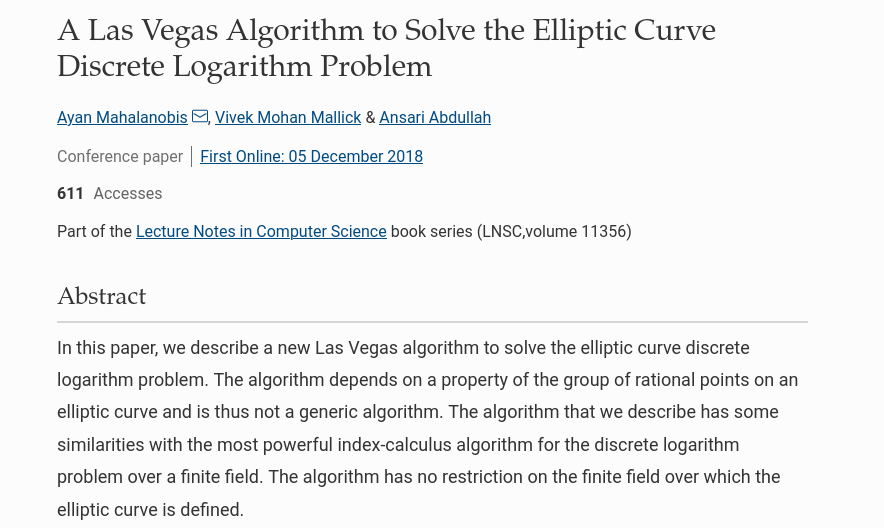 A Las Vegas Algorithm to Solve the Elliptic Curve
Discrete Logarithm Problem
Ayan Mahalanobis, Vivek Mohan Mallick & Ansari Abdullah
Conference paper | First Online: 05 December 2018
611 Accesses
Part of the Lecture Notes in Computer Science book series (LNSC,volume 11356)
Abstract
In this paper, we describe a new Las Vegas algorithm to solve the elliptic curve discrete
logarithm problem. The algorithm depends on a property of the group of rational points on an
elliptic curve and is thus not a generic algorithm. The algorithm that we describe has some
similarities with the most powerful index-calculus algorithm for the discrete logarithm
problem over a finite field. The algorithm has no restriction on the finite field over which the
elliptic curve is defined.